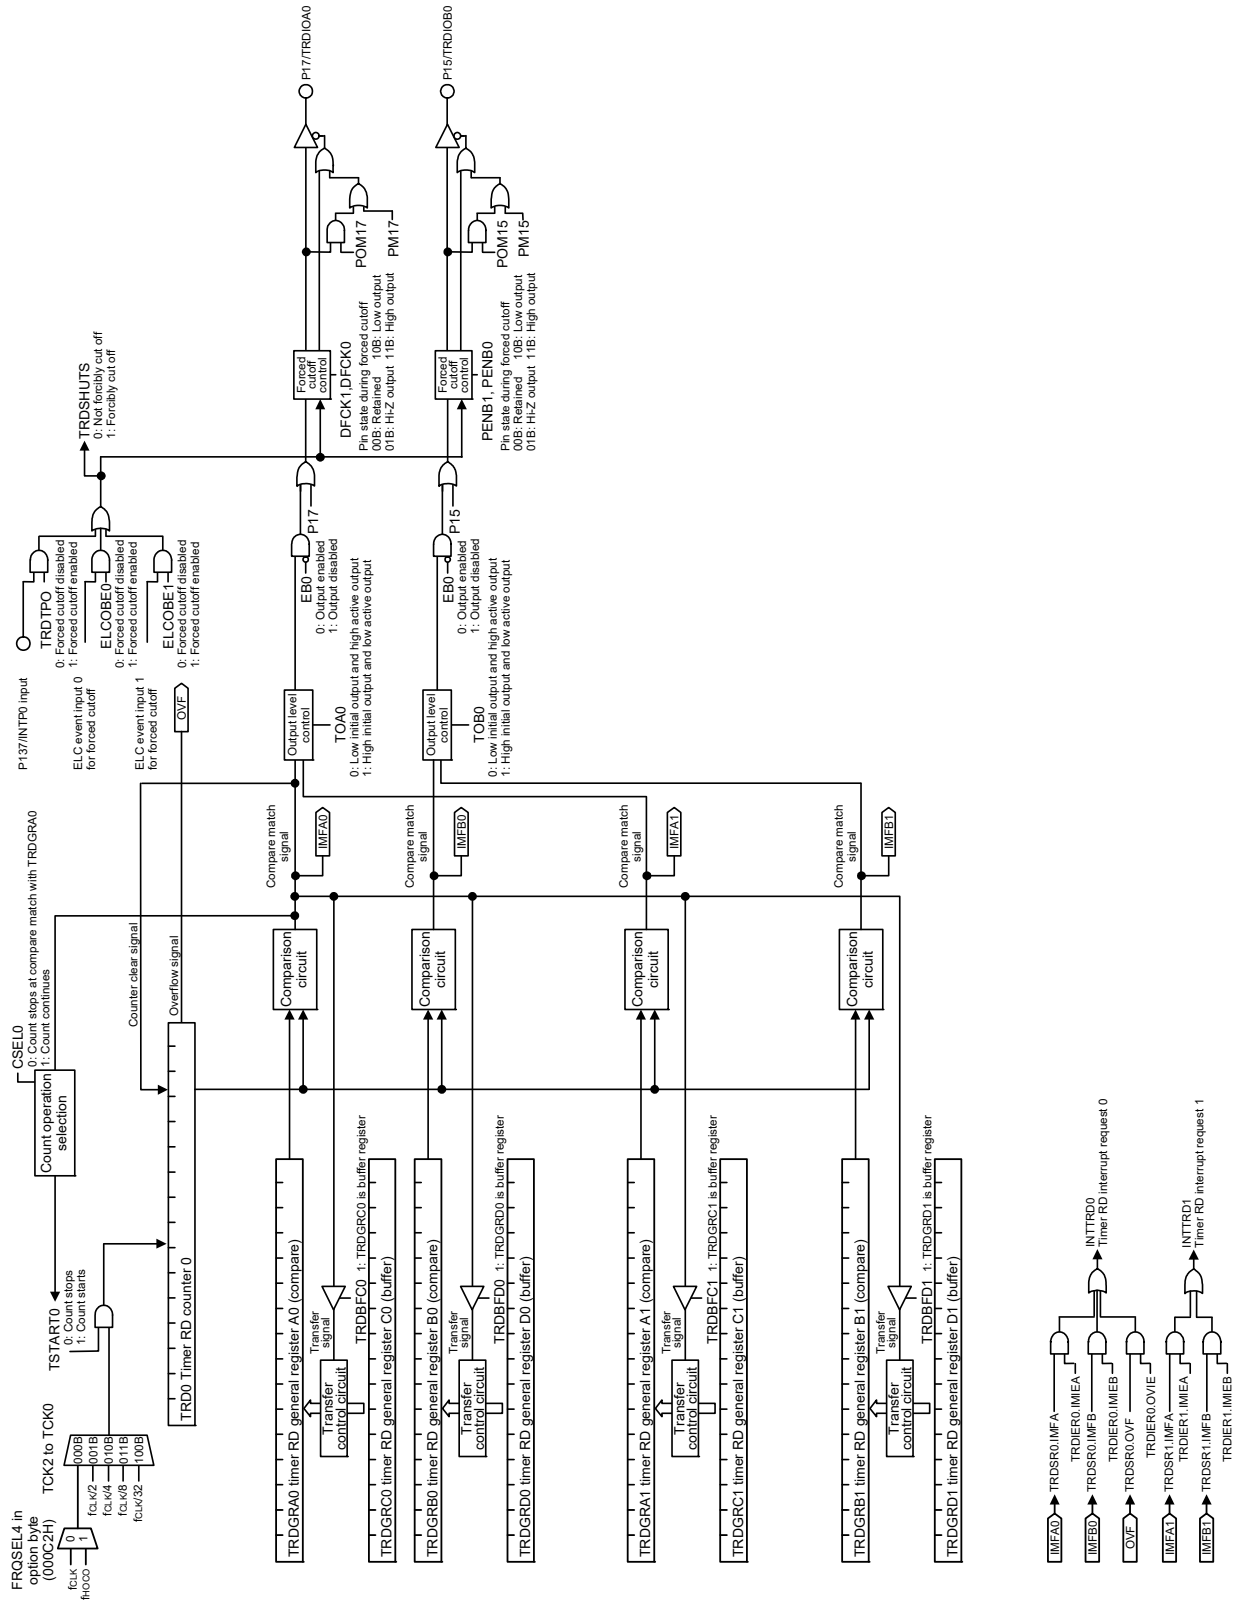 FRQSEL4 in
option byte
(000C2H)
fCLK
fHOCO
0
1
TCK2 to TCK0
000B
001B
010B
011B
100B
fCLK/2
fCLK/4
fCLK/8
fCLK/32
TSTART0
0: Count stops
1: Count starts
Count operation
selection
CSEL0
0: Count stops at compare match with TRDGRA0
1: Count continues
TRD0 Timer RD counter 0
Counter clear signal
Overflow signal
OVF
P137/INTP0 input
TRDTPO
0: Forced cutoff disabled
1: Forced cutoff enabled
ELC event input 0
for forced cutoff
ELCOBE0
0: Forced cutoff disabled
1: Forced cutoff enabled
ELC event input 1
for forced cutoff
ELCOBE1
0: Forced cutoff disabled
1: Forced cutoff enabled
TRDSHUTS
0: Not forcibly cut off
1: Forcibly cut off
TRDGRA0 timer RD general register A0 (compare)
Transfer
control circuit
Transfer
signal
TRDBFC0 1: TRDGRC0 is buffer register
TRDGRC0 timer RD general register C0 (buffer)
Comparison
circuit
Compare match
signal
IMFA0
Output level
control
TOA0
0: Low initial output and high active output
1: High initial output and low active output
EB0
0: Output enabled
1: Output disabled
P17
Forced
cutoff
control
DFCK1,DFCK0
Pin state during forced cutoff
00B: Retained 10B: Low output
01B: Hi-Z output 11B: High output
POM17
PM17
P17/TRDIOA0
TRDGRB0 timer RD general register B0 (compare)
Transfer
control circuit
Transfer
signal
TRDBFD0 1: TRDGRD0 is buffer register
TRDGRD0 timer RD general register D0 (buffer)
Comparison
circuit
Compare match
signal
IMFB0
Output level
control
TOB0
0: Low initial output and high active output
1: High initial output and low active output
EB0
0: Output enabled
1: Output disabled
P15
Forced
cutoff
control
PENB1, PENB0
Pin state during forced cutoff
00B: Retained 10B: Low output
01B: Hi-Z output 11B: High output
POM15
PM15
P15/TRDIOB0
TRDGRA1 timer RD general register A1 (compare)
Transfer
control circuit
Transfer
signal
TRDBFC1 1: TRDGRC1 is buffer register
TRDGRC1 timer RD general register C1 (buffer)
Comparison
circuit
Compare match
signal
IMFA1
TRDGRB1 timer RD general register B1 (compare)
Transfer
control circuit
Transfer
signal
TRDBFD1 1: TRDGRD1 is buffer register
TRDGRD1 timer RD general register D1 (buffer)
Comparison
circuit
Compare match
signal
IMFB1
IMFA0
TRDSR0.IMFA
TRDIER0.IMIEA
IMFB0
TRDSR0.IMFB
TRDIER0.IMIEB
OVF
TRDSR0.OVF
TRDIER0.OVIE
INTTRD0
Timer RD interrupt request 0
IMFA1
TRDSR1.IMFA
TRDIER1.IMIEA
IMFB1
TRDSR1.IMFB
TRDIER1.IMIEB
INTTRD1
Timer RD interrupt request 1